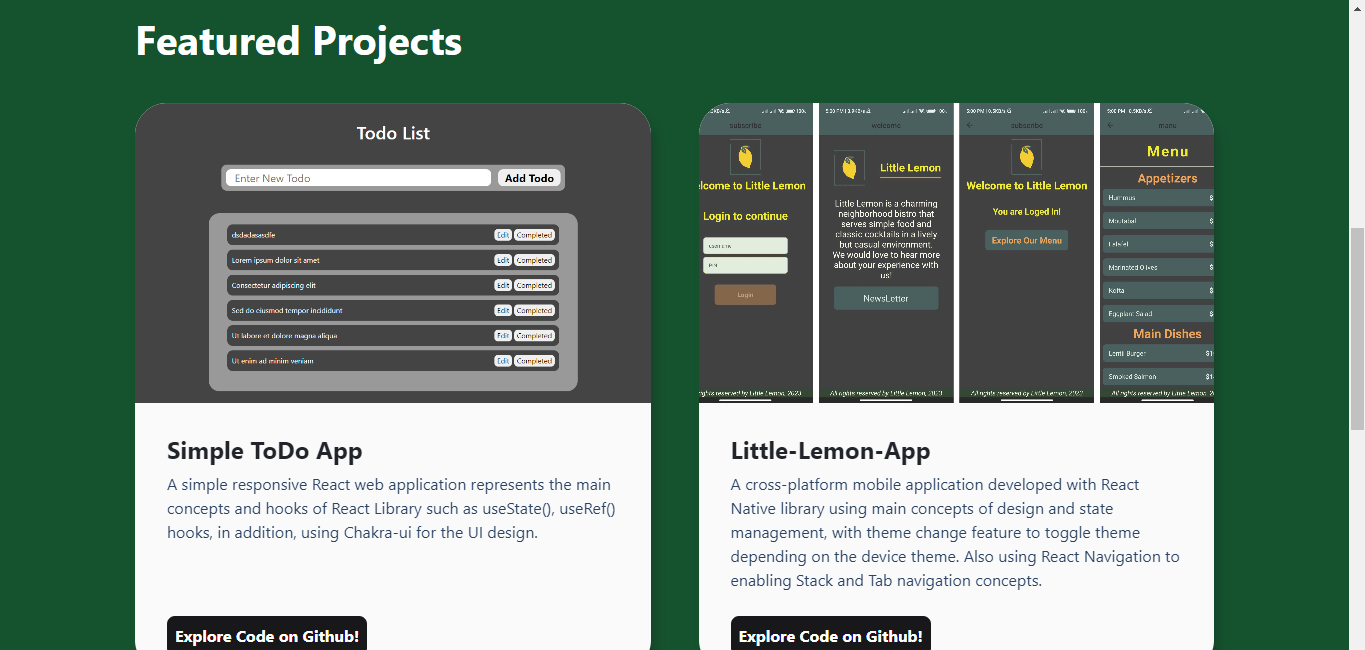 Featured Projects
Todo List
Enter New Todo
Add Todo
dsdadasasdfe
Edit Completed
Lorem ipsum dolor sit amet
Edit Completed
Consectetur adipiscing elit
Edit Completed
Sed do eiusmod tempor incididunt
Edit Completed
Ut labore et dolore magna aliqua
Edit Completed
Ut enim ad minim veniam
Edit Completed
subscribe
lcome to Little Lemon
Login to continue
Login
rights reserved by Little Lemon, 2023
welcome
Little Lemon
Little Lemon is a charming
neighborhood bistro that
serves simple food and
classic cocktails in a lively
but casual environment.
We would love to hear more
about your experience with
us!
NewsLetter
All rights reserved by Little Lemon, 2023
subscribe
Welcome to Little Lemon
You are Loged In!
Explore Our Menu
All rights reserved by Little Lemon, 2023
menu
Menu
Appetizers
Hummus $
Moutabal $
Falafel $
Marinated Olives $
Kofta $
Eggplant Salad $
Main Dishes
Lentil Burger $1
Smoked Salmon $1
All rights reserved by Little Lemon, 2
Simple ToDo App
A simple responsive React web application represents the main
concepts and hooks of React Library such as useState(), useRef()
hooks, in addition, using Chakra-ui for the UI design.
Explore Code on Github!
Little-Lemon-App
A cross-platform mobile application developed with React
Native library using main concepts of design and state
management, with theme change feature to toggle theme
depending on the device theme. Also using React Navigation to
enabling Stack and Tab navigation concepts.
Explore Code on Github!